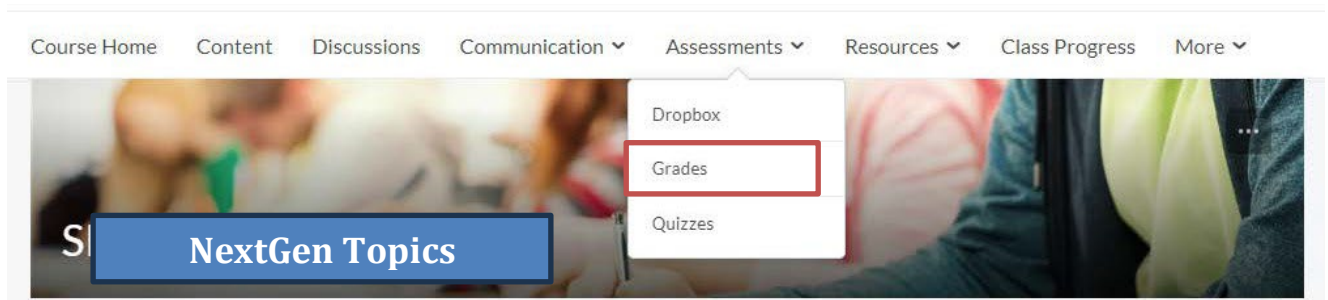 Course Home Content Discussions Communication Assessments Resources Class Progress More
Dropbox
Grades
Quizzes
NextGen Topics